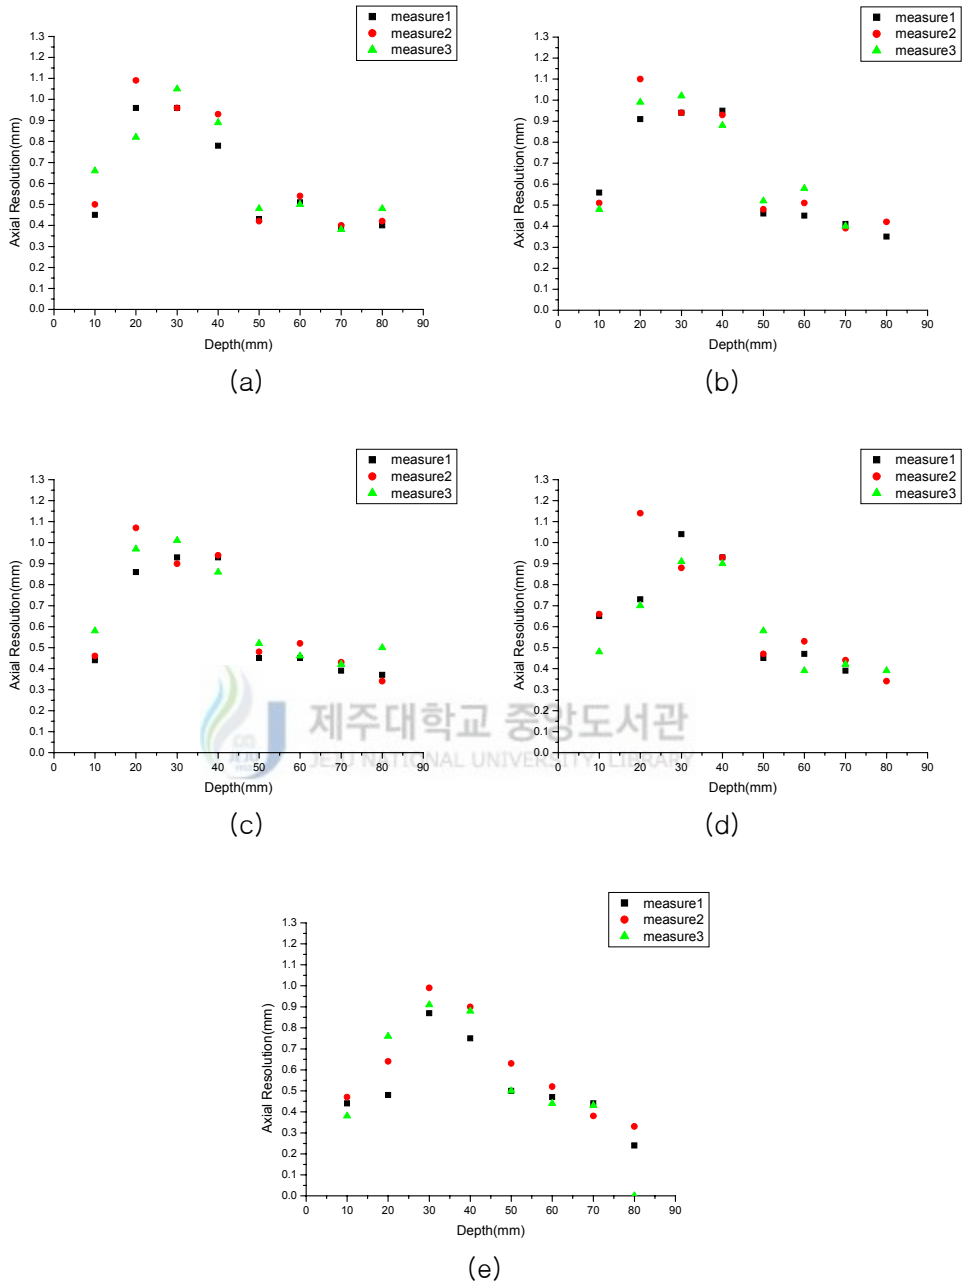 measure1
measure2
measure3
1.3
1.2
1.1
1.0
0.9
0.8
0.7
0.6
0.5
0.4
0.3
0.2
0.1
0.0
Axial Resolution(mm)
0 10 20 30 40 50 60 70 80 90
Depth(mm)
(a)
measure1
measure2
measure3
1.3
1.2
1.1
1.0
0.9
0.8
0.7
0.6
0.5
0.4
0.3
0.2
0.1
0.0
Axial Resolution(mm)
0 10 20 30 40 50 60 70 80 90
Depth(mm)
(b)
measure1
measure2
measure3
1.3
1.2
1.1
1.0
0.9
0.8
0.7
0.6
0.5
0.4
0.3
0.2
0.1
0.0
Axial Resolution(mm)
0 10 20 30 40 50 60 70 80 90
Depth(mm)
(c)
measure1
measure2
measure3
1.3
1.2
1.1
1.0
0.9
0.8
0.7
0.6
0.5
0.4
0.3
0.2
0.1
0.0
Axial Resolution(mm)
0 10 20 30 40 50 60 70 80 90
Depth(mm)
(d)
제주대학교 중앙도서관
JEJU NATIONAL UNIVERSITY LIBRARY
measure1
measure2
measure3
1.3
1.2
1.1
1.0
0.9
0.8
0.7
0.6
0.5
0.4
0.3
0.2
0.1
0.0
Axial Resolution(mm)
0 10 20 30 40 50 60 70 80 90
Depth(mm)
(e)